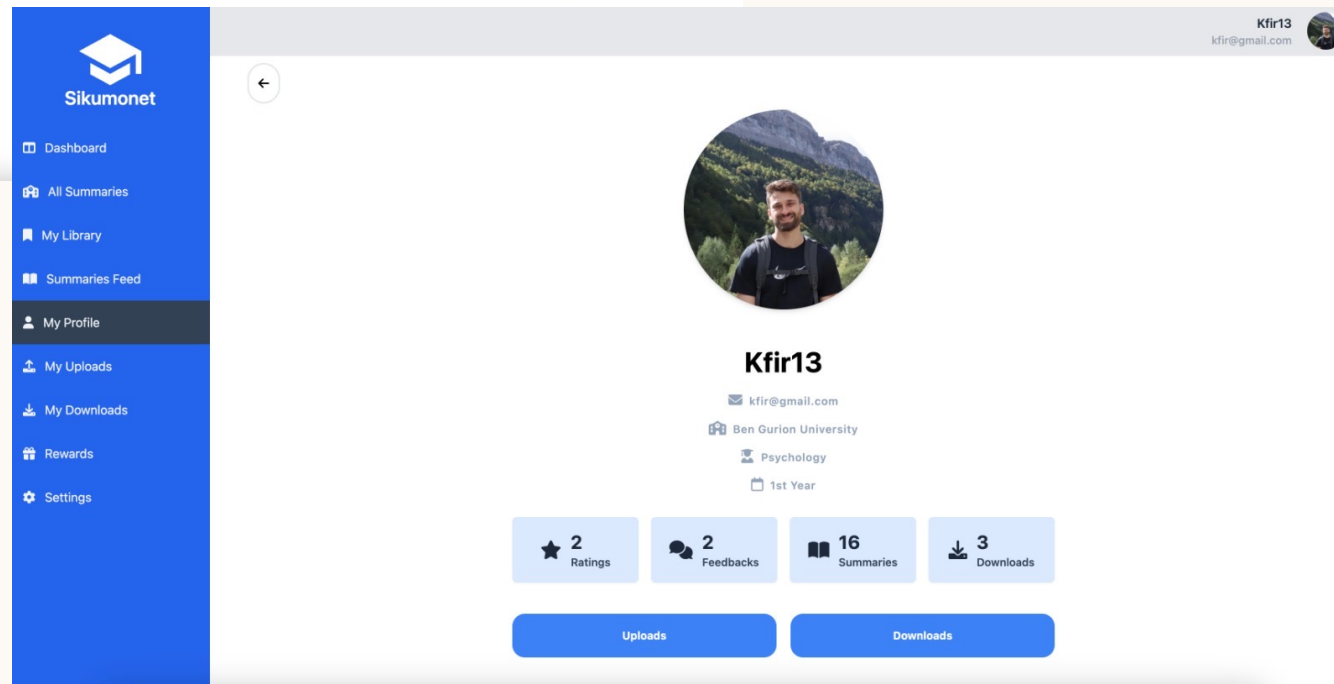 Kfir13
kfir@gmail.com
Sikumonet
Dashboard
All Summaries
My Library
Summaries Feed
My Profile
My Uploads
My Downloads
Rewards
Settings
Kfir13
kfir@gmail.com
Ben Gurion University
Psychology
1st Year
2
Ratings
2
Feedbacks
16
Summaries
3
Downloads
Uploads
Downloads